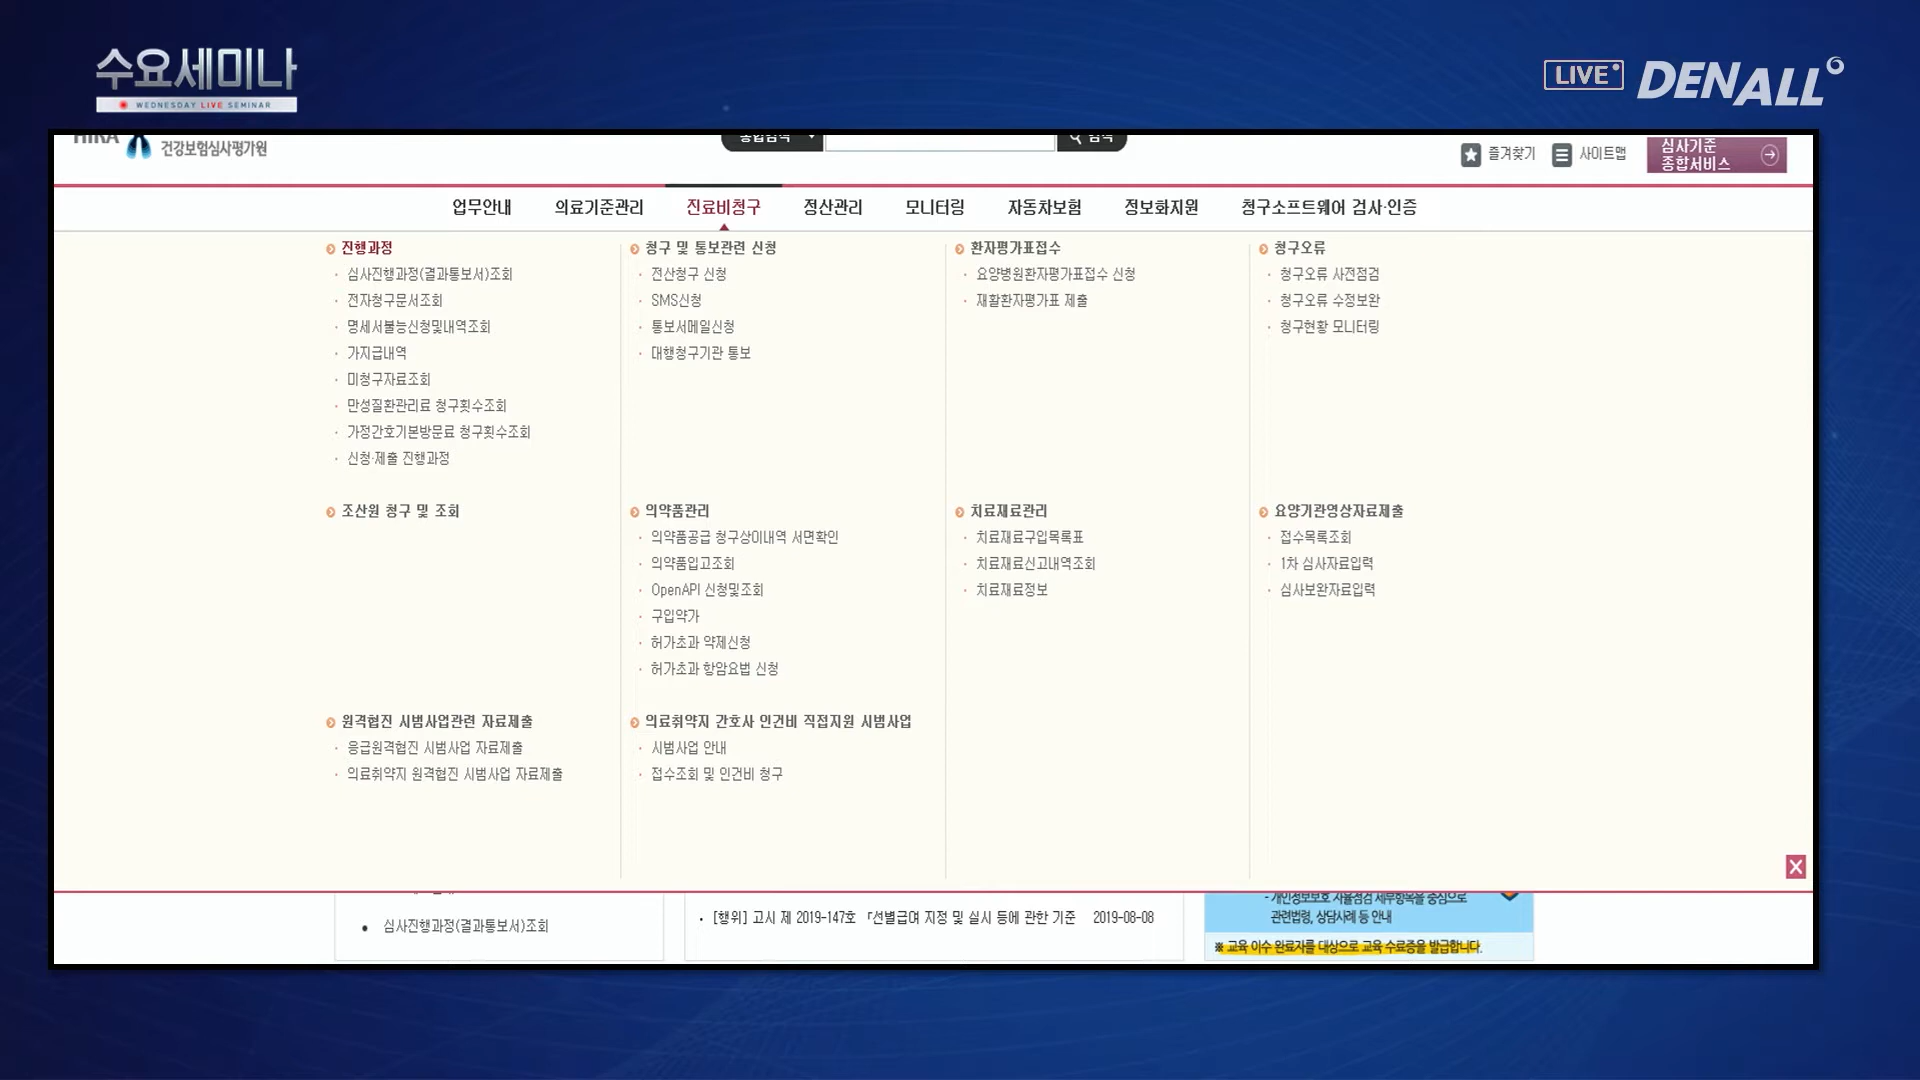 수요세미나
WEDNESDAY LIVE SEMINAR
LIVE DENALL
HIRA 건강보험심사평가원
통합검색 검색
즐겨찾기 사이트맵 심사기준 종합서비스
업무안내 의료기준관리 진료비청구 정산관리 모니터링 자동차보험 정보화지원 청구소프트웨어 검사·인증
진행과정
· 심사진행과정(결과통보서)조회
· 전자청구문서조회
· 명세서불능신청및내역조회
· 가지급내역
· 미청구자료조회
· 만성질환관리료 청구횟수조회
· 가정간호기본방문료 청구횟수조회
· 신청·제출 진행과정
청구 및 통보관련 신청
· 전산청구 신청
· SMS신청
· 통보서메일신청
· 대행청구기관 통보
환자평가표접수
· 요양병원환자평가표접수 신청
· 재활환자평가표 제출
청구오류
· 청구오류 사전점검
· 청구오류 수정보완
· 청구현황 모니터링
조산원 청구 및 조회
의약품관리
· 의약품공급 청구상이내역 서면확인
· 의약품입고조회
· OpenAPI 신청및조회
· 구입약가
· 허가초과 약제신청
· 허가초과 항암요법 신청
치료재료관리
· 치료재료구입목록표
· 치료재료신고내역조회
· 치료재료정보
요양기관영상자료제출
· 접수목록조회
· 1차 심사자료입력
· 심사보완자료입력
원격협진 시범사업관련 자료제출
· 응급원격협진 시범사업 자료제출
· 의료취약지 원격협진 시범사업 자료제출
의료취약지 간호사 인건비 직접지원 시범사업
· 시범사업 안내
· 접수조회 및 인건비 청구
● 심사진행과정(결과통보서)조회
· [행위] 고시 제 2019-147호 「선별급여 지정 및 실시 등에 관한 기준 2019-08-08
- 개인정보보호 자율점검 세부항목을 중심으로
관련법령, 상담사례 등 안내
※ 교육 이수 완료자를 대상으로 교육 수료증을 발급합니다.